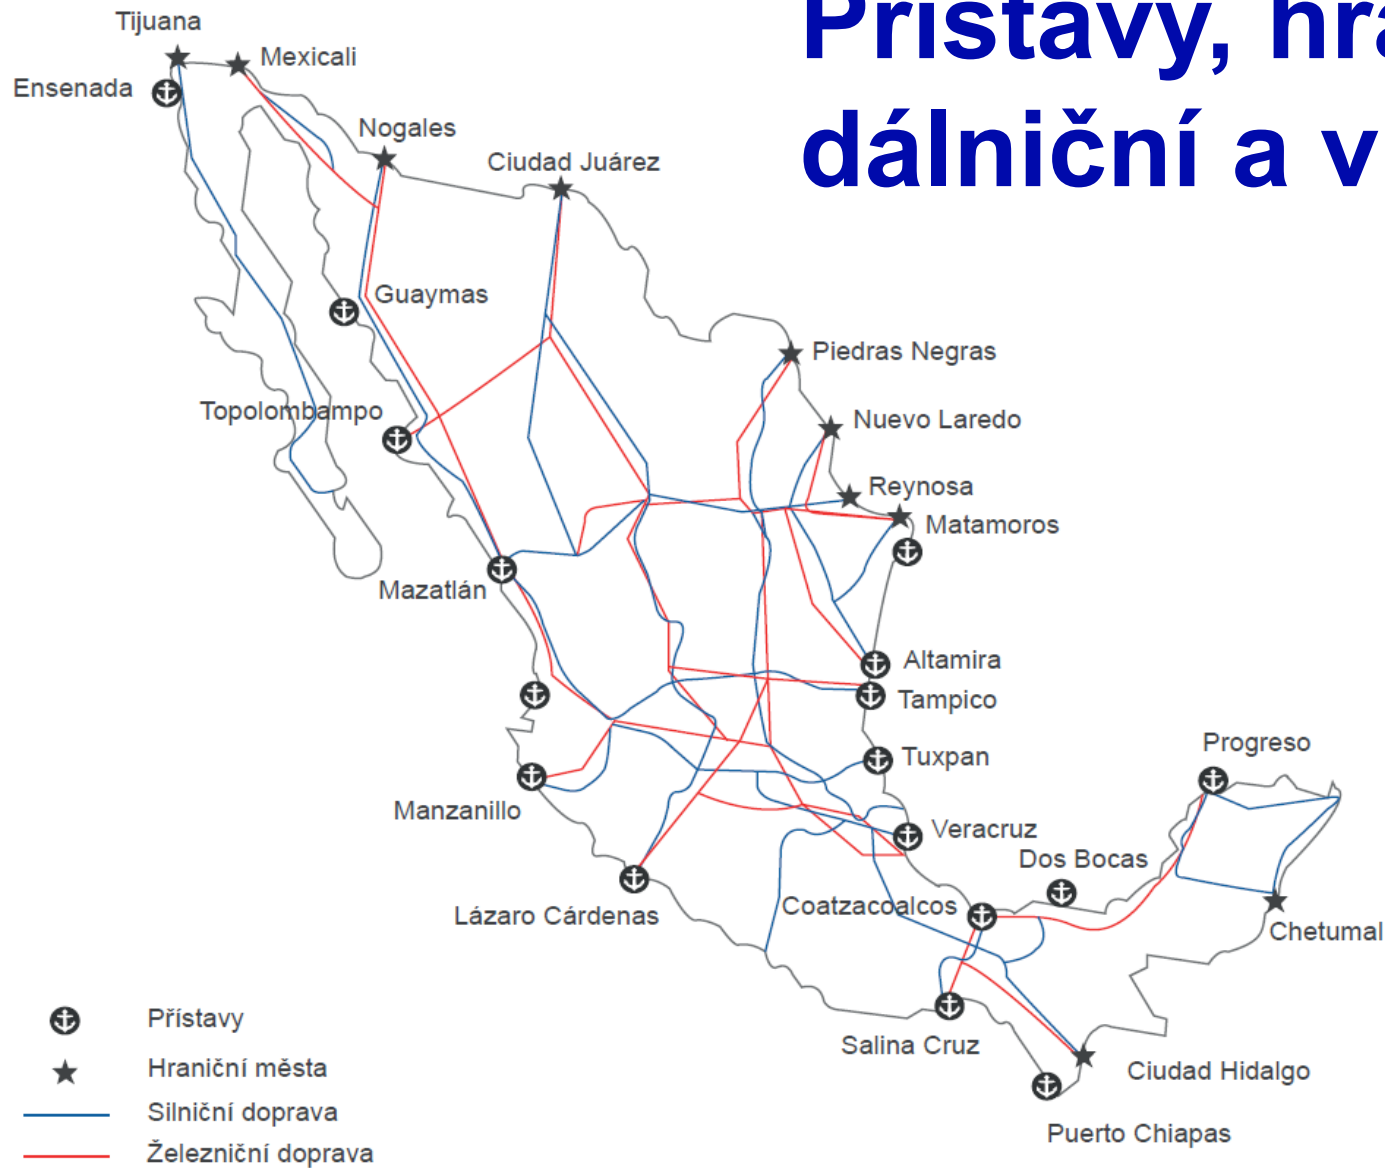 Přístavy, hra
dálniční a v
Tijuana
Mexicali
Ensenada
Nogales
Ciudad Juárez
Guaymas
Piedras Negras
Topolombampo
Nuevo Laredo
Reynosa
Matamoros
Mazatlán
Altamira
Tampico
Tuxpan
Progreso
Manzanillo
Veracruz
Dos Bocas
Lázaro Cárdenas
Coatzacoalcos
Chetumal
Salina Cruz
Ciudad Hidalgo
Puerto Chiapas
Přístavy
Hraniční města
Silniční doprava
Železniční doprava